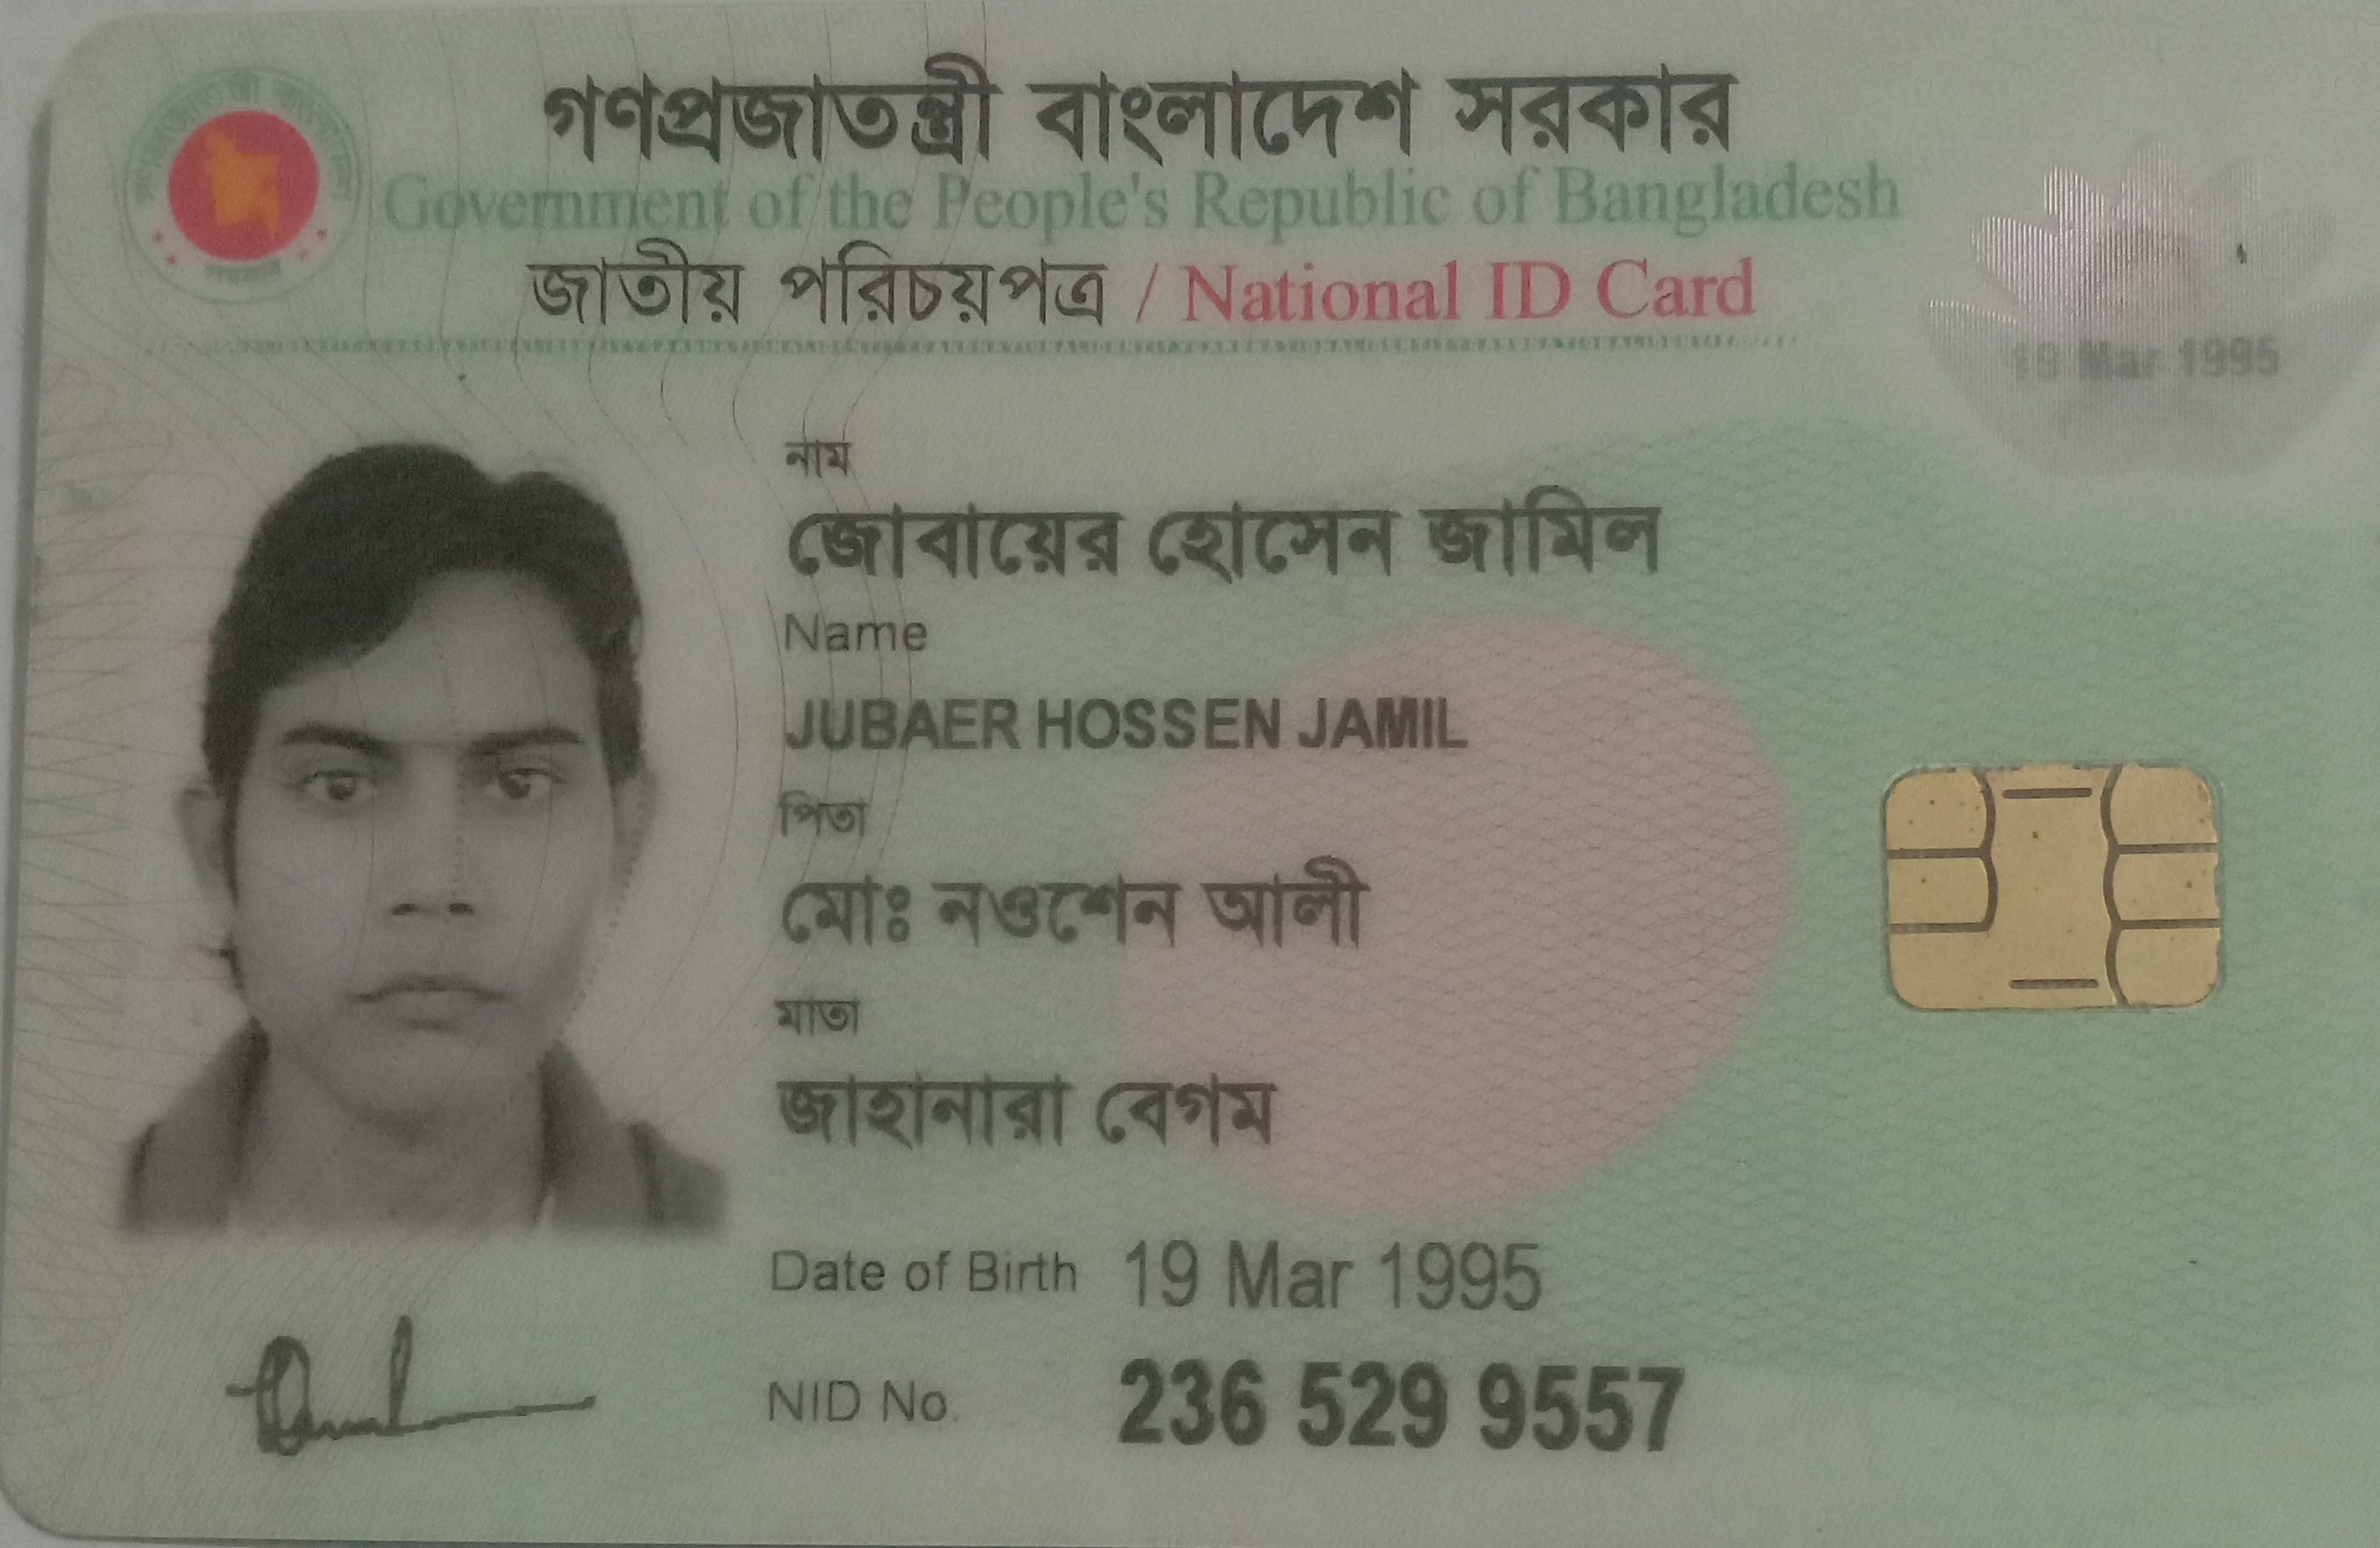 গণপ্রজাতন্ত্রী বাংলাদেশ সরকার
Government of the People's Republic of Bangladesh
জাতীয় পরিচয়পত্র / National ID Card
19 Mar 1995
নাম
জোবায়ের হোসেন জামিল
Name
JUBAER HOSSEN JAMIL
পিতা
মোঃ নওশেন আলী
মাতা
জাহানারা বেগম
Date of Birth 19 Mar 1995
NID No. 236 529 9557